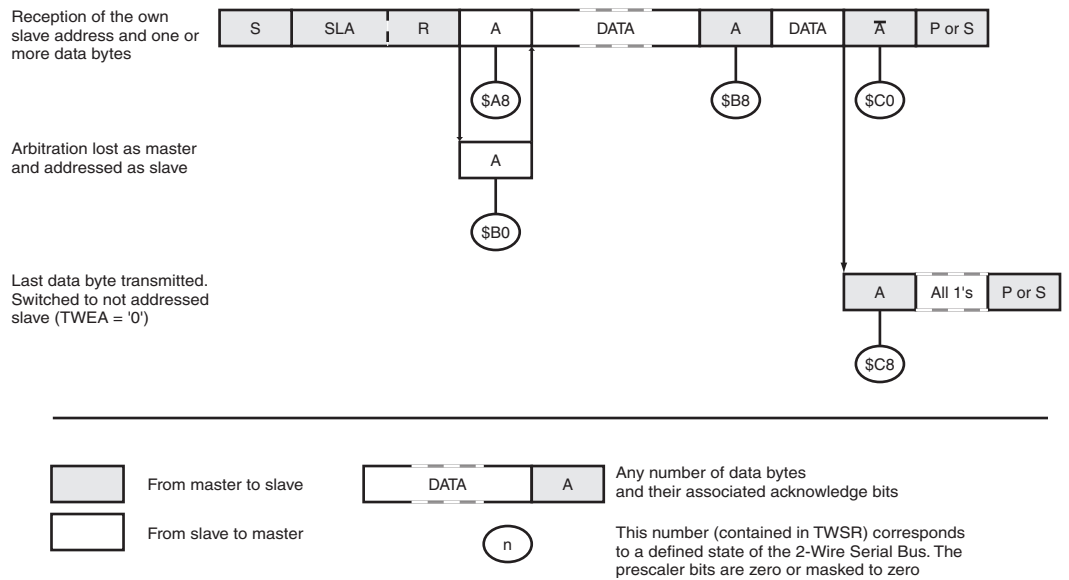 Reception of the own
slave address and one or
more data bytes
S SLA R A DATA A DATA A̅ P or S
$A8 $B8 $C0
Arbitration lost as master
and addressed as slave
A
$B0
Last data byte transmitted.
Switched to not addressed
slave (TWEA = '0')
A All 1's P or S
$C8
From master to slave
DATA A
Any number of data bytes
and their associated acknowledge bits
From slave to master
n
This number (contained in TWSR) corresponds
to a defined state of the 2-Wire Serial Bus. The
prescaler bits are zero or masked to zero